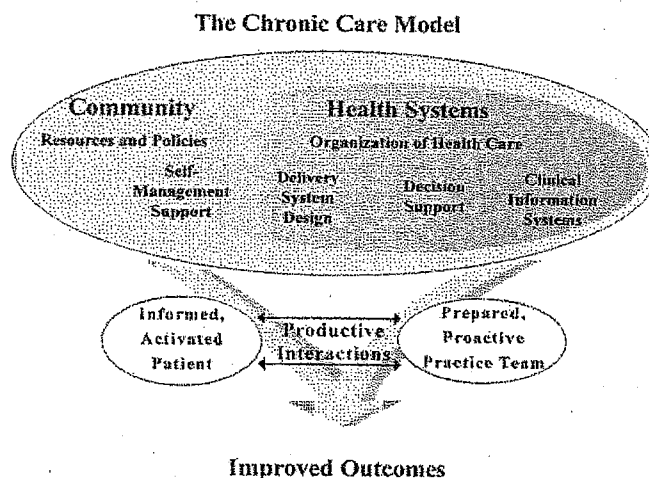 The Chronic Care Model
Community
Resources and Policies
Health Systems
Organization of Health Care
Self-
Management
Support
Delivery
System
Design
Decision
Support
Clinical
Information
Systems
Informed,
Activated
Patient
Productive
Interactions
Prepared,
Proactive
Practice Team
Improved Outcomes